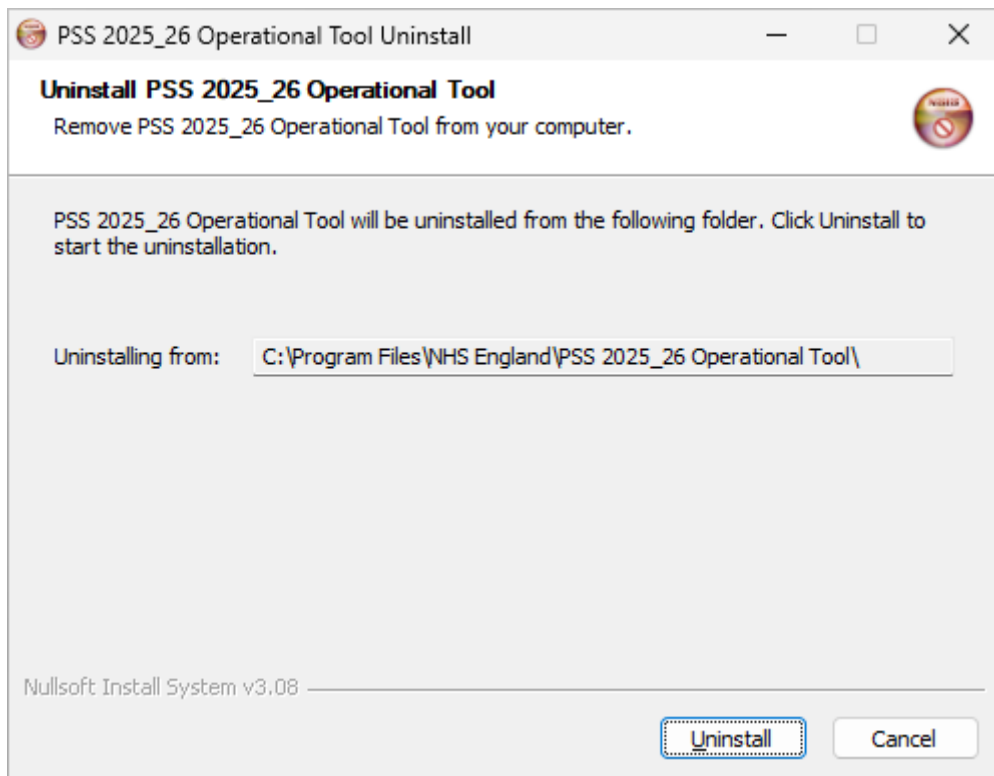 PSS 2025_26 Operational Tool Uninstall
Uninstall PSS 2025_26 Operational Tool
Remove PSS 2025_26 Operational Tool from your computer.
PSS 2025_26 Operational Tool will be uninstalled from the following folder. Click Uninstall to
start the uninstallation.
Uninstalling from: C:\Program Files\NHS England\PSS 2025_26 Operational Tool\
Nullsoft Install System v3.08
Uninstall Cancel